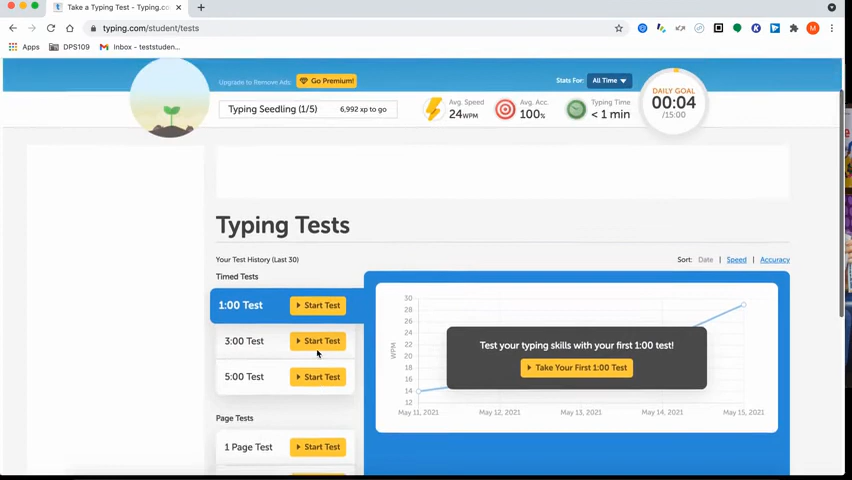 Take a Typing Test - Typing.co
typing.com/student/tests
M
Apps
DPS109
Inbox - teststuden...
Upgrade to Remove Ads
Go Premium!
Stats For:
All Time
Typing Seedling (1/5)
6,992 xp to go
Avg. Speed
24WPM
Avg. Acc.
100%
Typing Time
< 1 min
DAILY GOAL
00:04
/15:00
Typing Tests
Your Test History (Last 30)
Sort: Date | Speed | Accuracy
Timed Tests
1:00 Test
Start Test
3:00 Test
Start Test
5:00 Test
Start Test
Page Tests
1 Page Test
Start Test
WPM
30
28
26
24
22
20
18
16
14
12
Test your typing skills with your first 1:00 test!
Take Your First 1:00 Test
May 11, 2021
May 12, 2021
May 13, 2021
May 14, 2021
May 15, 2021